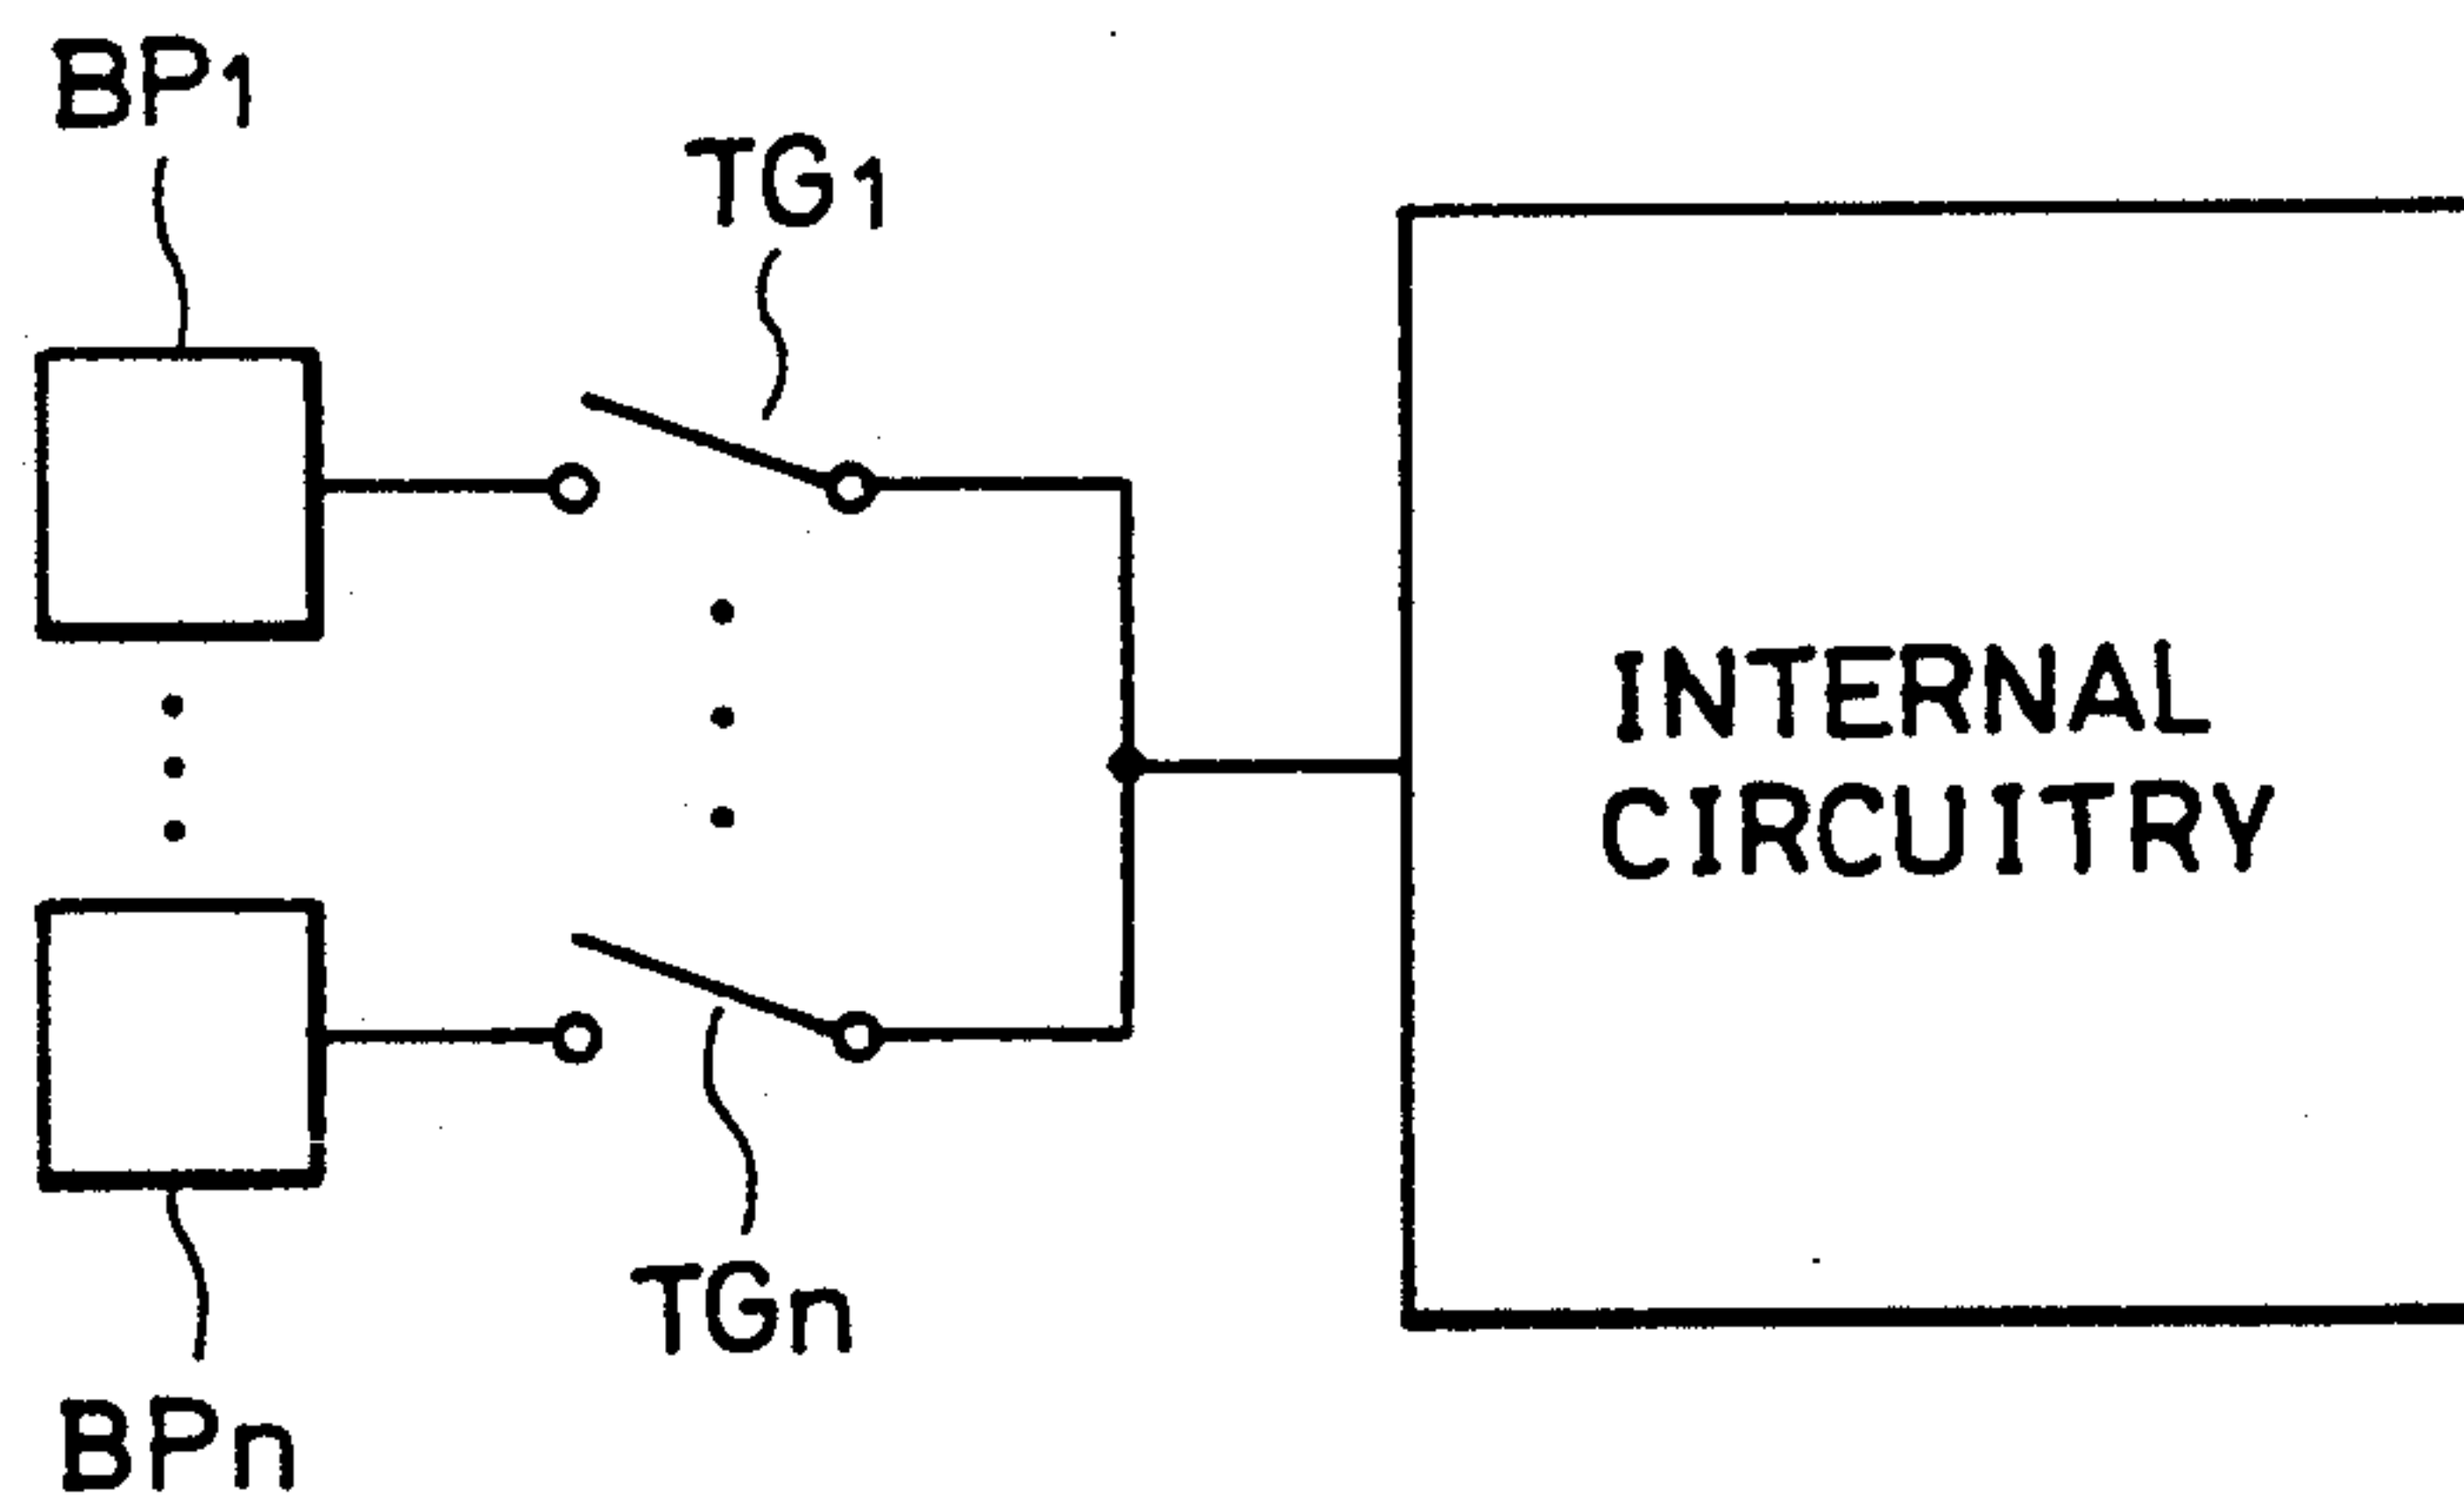 BP1
TG1
INTERNAL
CIRCUITRY
TGn
BPn